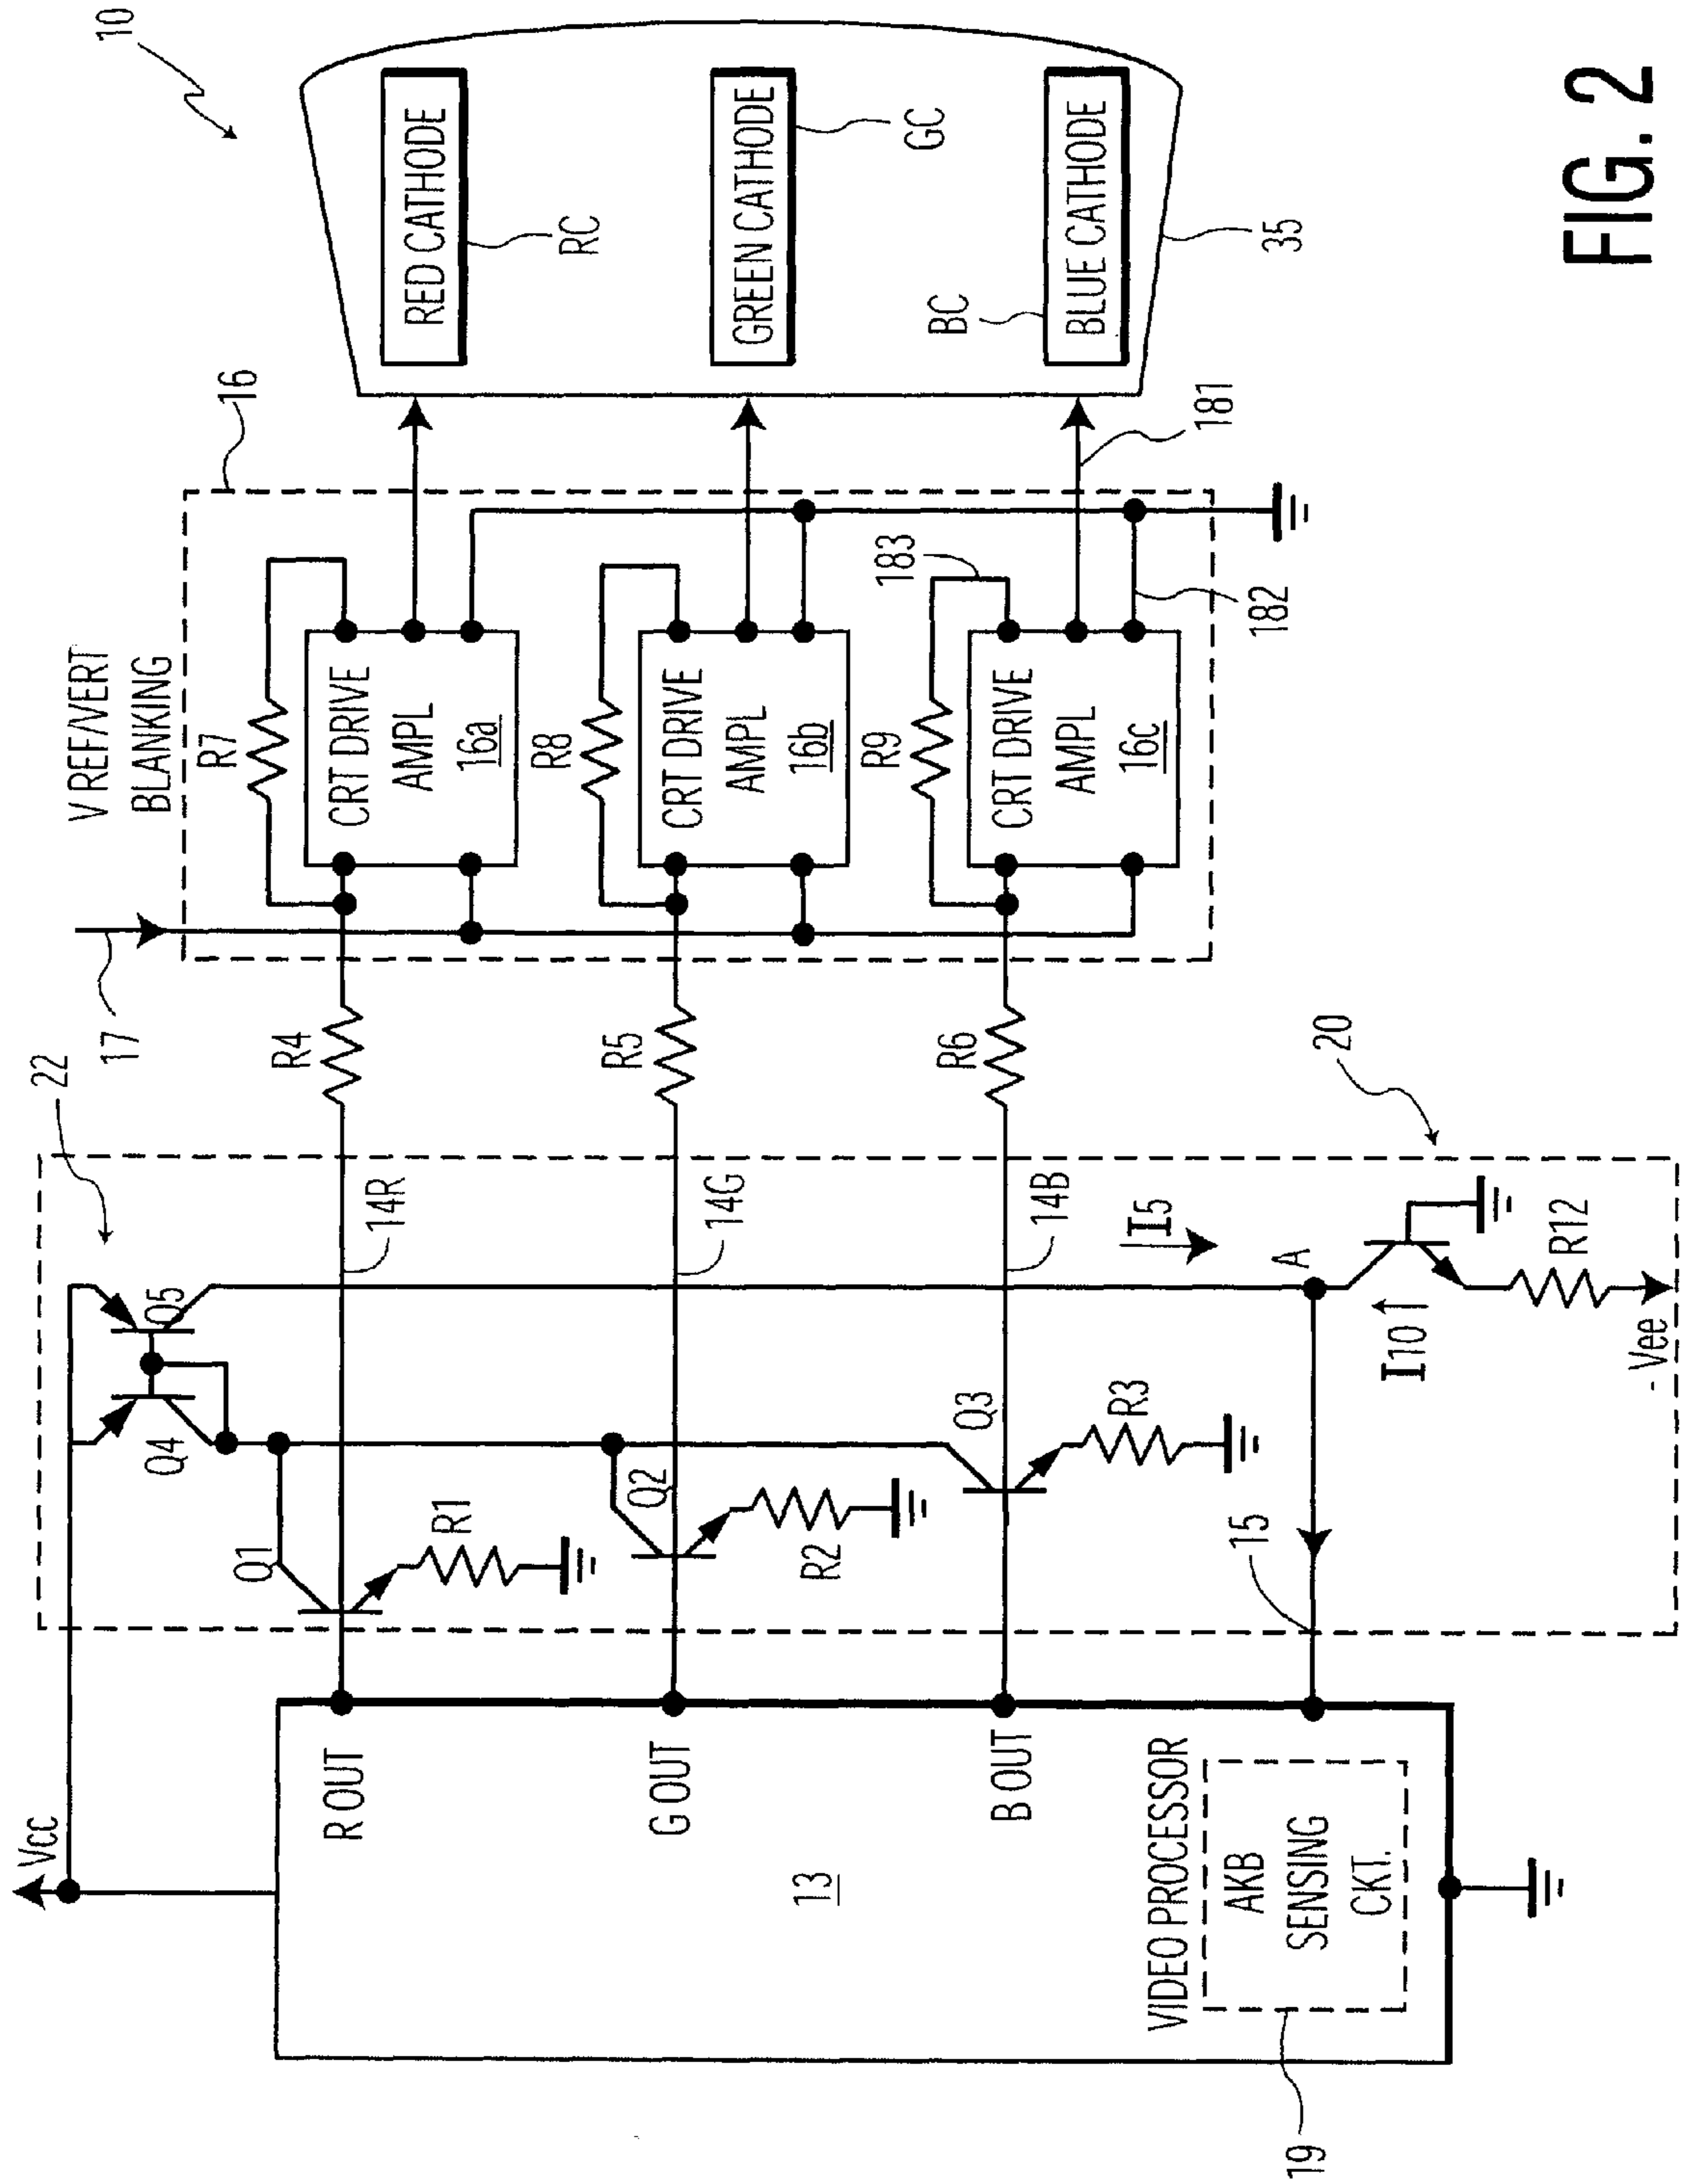 10
RED CATHODE
RC
GREEN CATHODE
GC
BC
BLUE CATHODE
35
16
181
V REF/VERT
BLANKING
17
R7
CRT DRIVE
AMPL
16a
R8
CRT DRIVE
AMPL
16b
183
R9
CRT DRIVE
AMPL
16c
182
R4
R5
R6
22
20
14R
14G
14B
I5
A
I10
R12
- Vee
Q5
Q4
Q1
R1
Q2
R2
Q3
R3
15
Vcc
R OUT
G OUT
B OUT
13
VIDEO PROCESSOR
AKB
SENSING
CKT.
19
FIG. 2